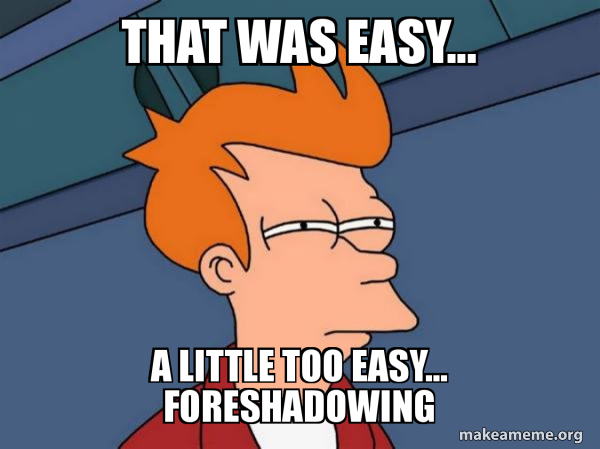 THAT WAS EASY...
A LITTLE TOO EASY...
FORESHADOWING
makeameme.org